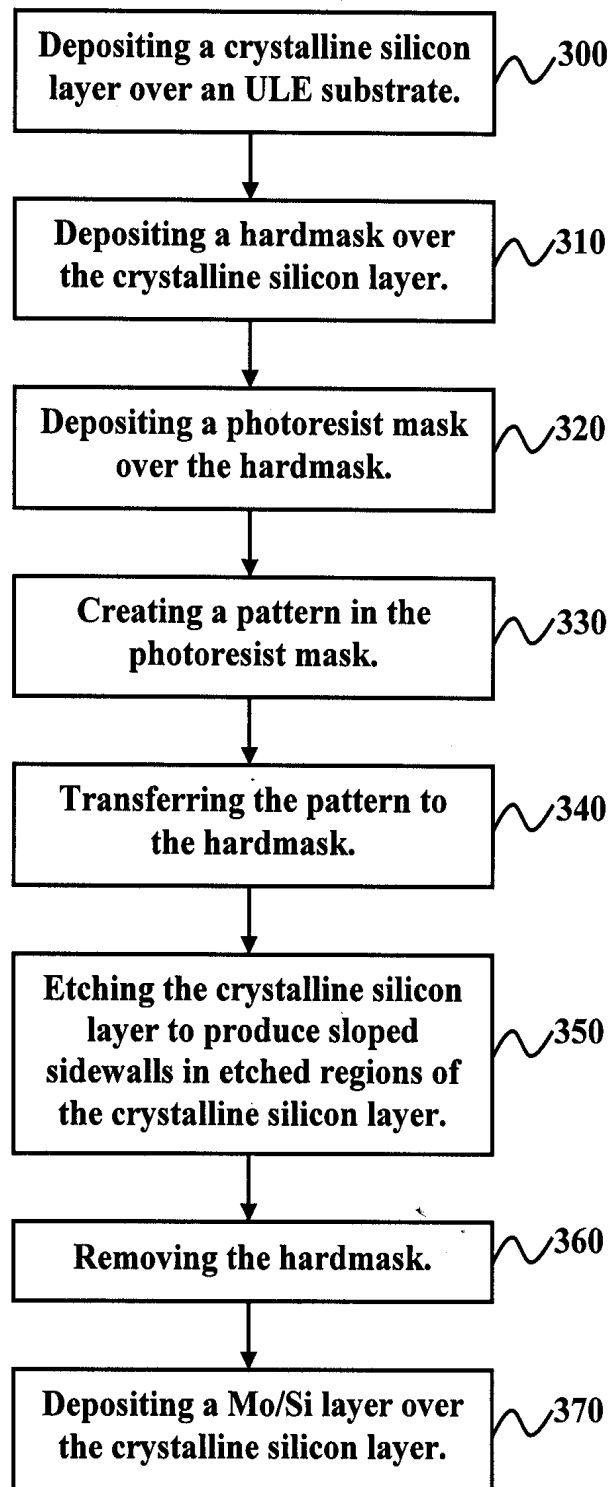 Depositing a crystalline silicon
layer over an ULE substrate.
300
Depositing a hardmask over
the crystalline silicon layer.
310
Depositing a photoresist mask
over the hardmask.
320
Creating a pattern in the
photoresist mask.
330
Transferring the pattern to
the hardmask.
340
Etching the crystalline silicon
layer to produce sloped
sidewalls in etched regions of
the crystalline silicon layer.
350
Removing the hardmask.
360
Depositing a Mo/Si layer over
the crystalline silicon layer.
370